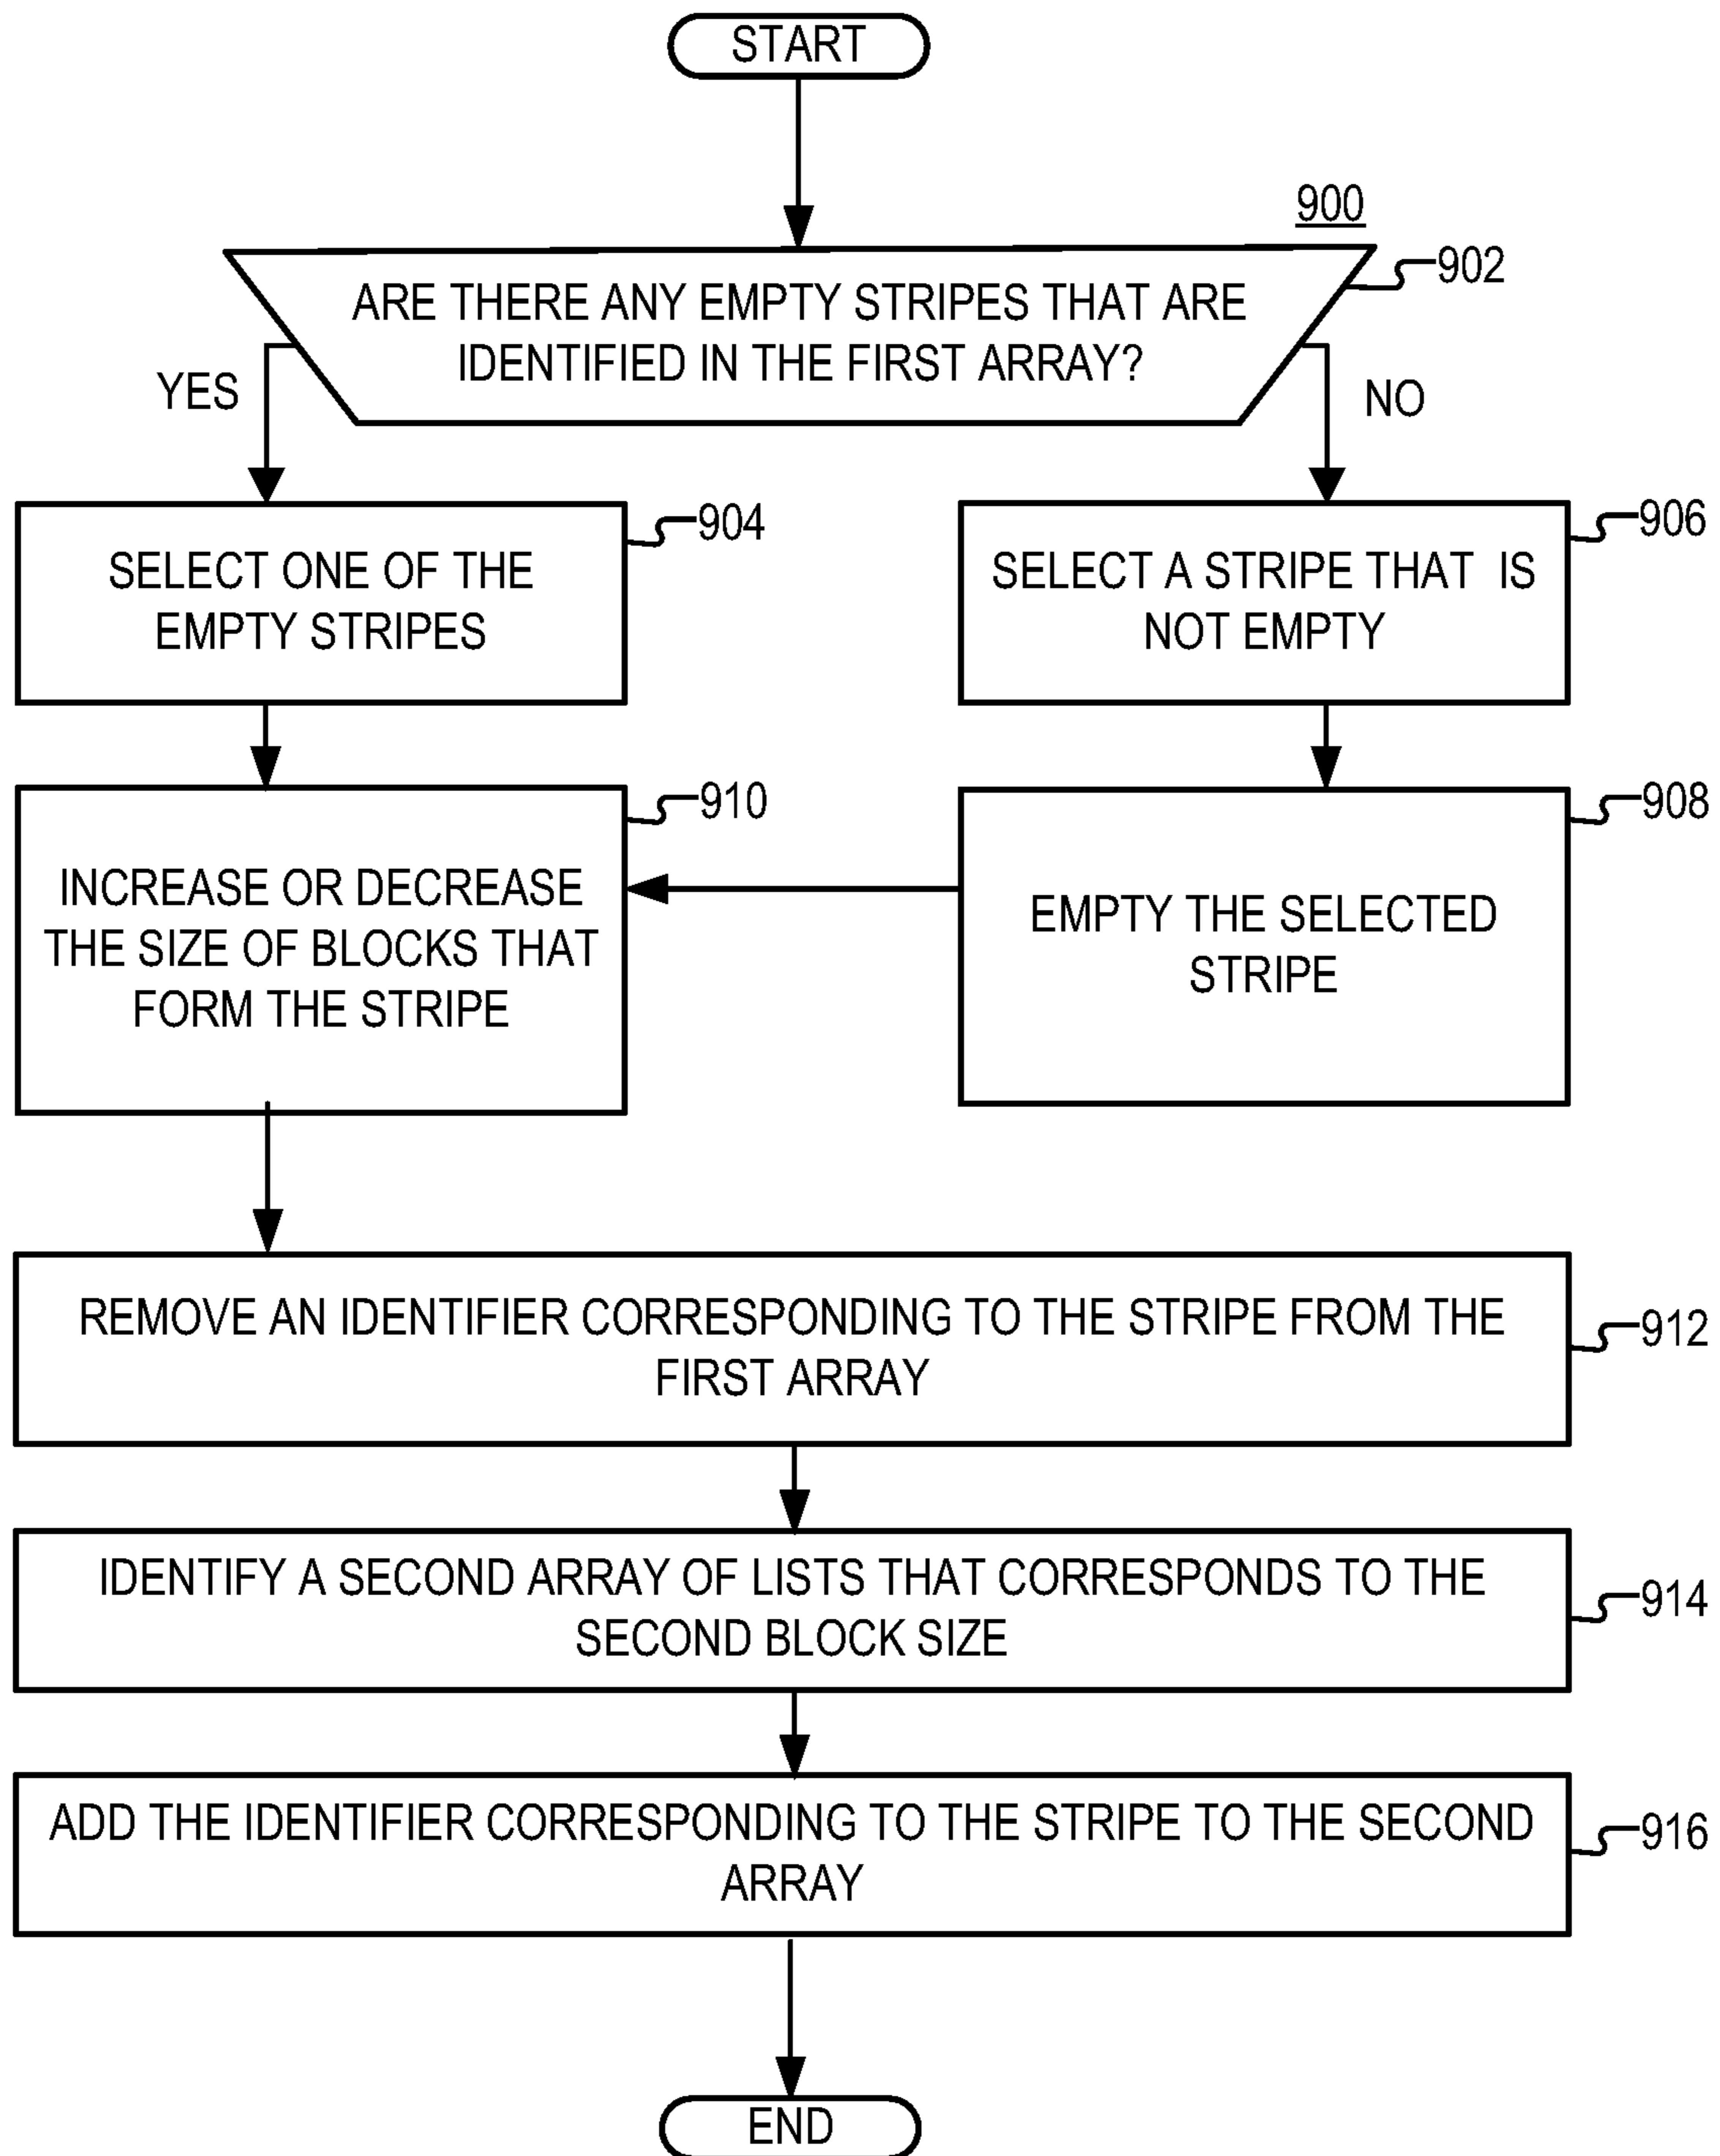 START
900
902
ARE THERE ANY EMPTY STRIPES THAT ARE
IDENTIFIED IN THE FIRST ARRAY?
YES
NO
904
SELECT ONE OF THE
EMPTY STRIPES
906
SELECT A STRIPE THAT IS
NOT EMPTY
910
INCREASE OR DECREASE
THE SIZE OF BLOCKS THAT
FORM THE STRIPE
908
EMPTY THE SELECTED
STRIPE
REMOVE AN IDENTIFIER CORRESPONDING TO THE STRIPE FROM THE
FIRST ARRAY
912
IDENTIFY A SECOND ARRAY OF LISTS THAT CORRESPONDS TO THE
SECOND BLOCK SIZE
914
ADD THE IDENTIFIER CORRESPONDING TO THE STRIPE TO THE SECOND
ARRAY
916
END